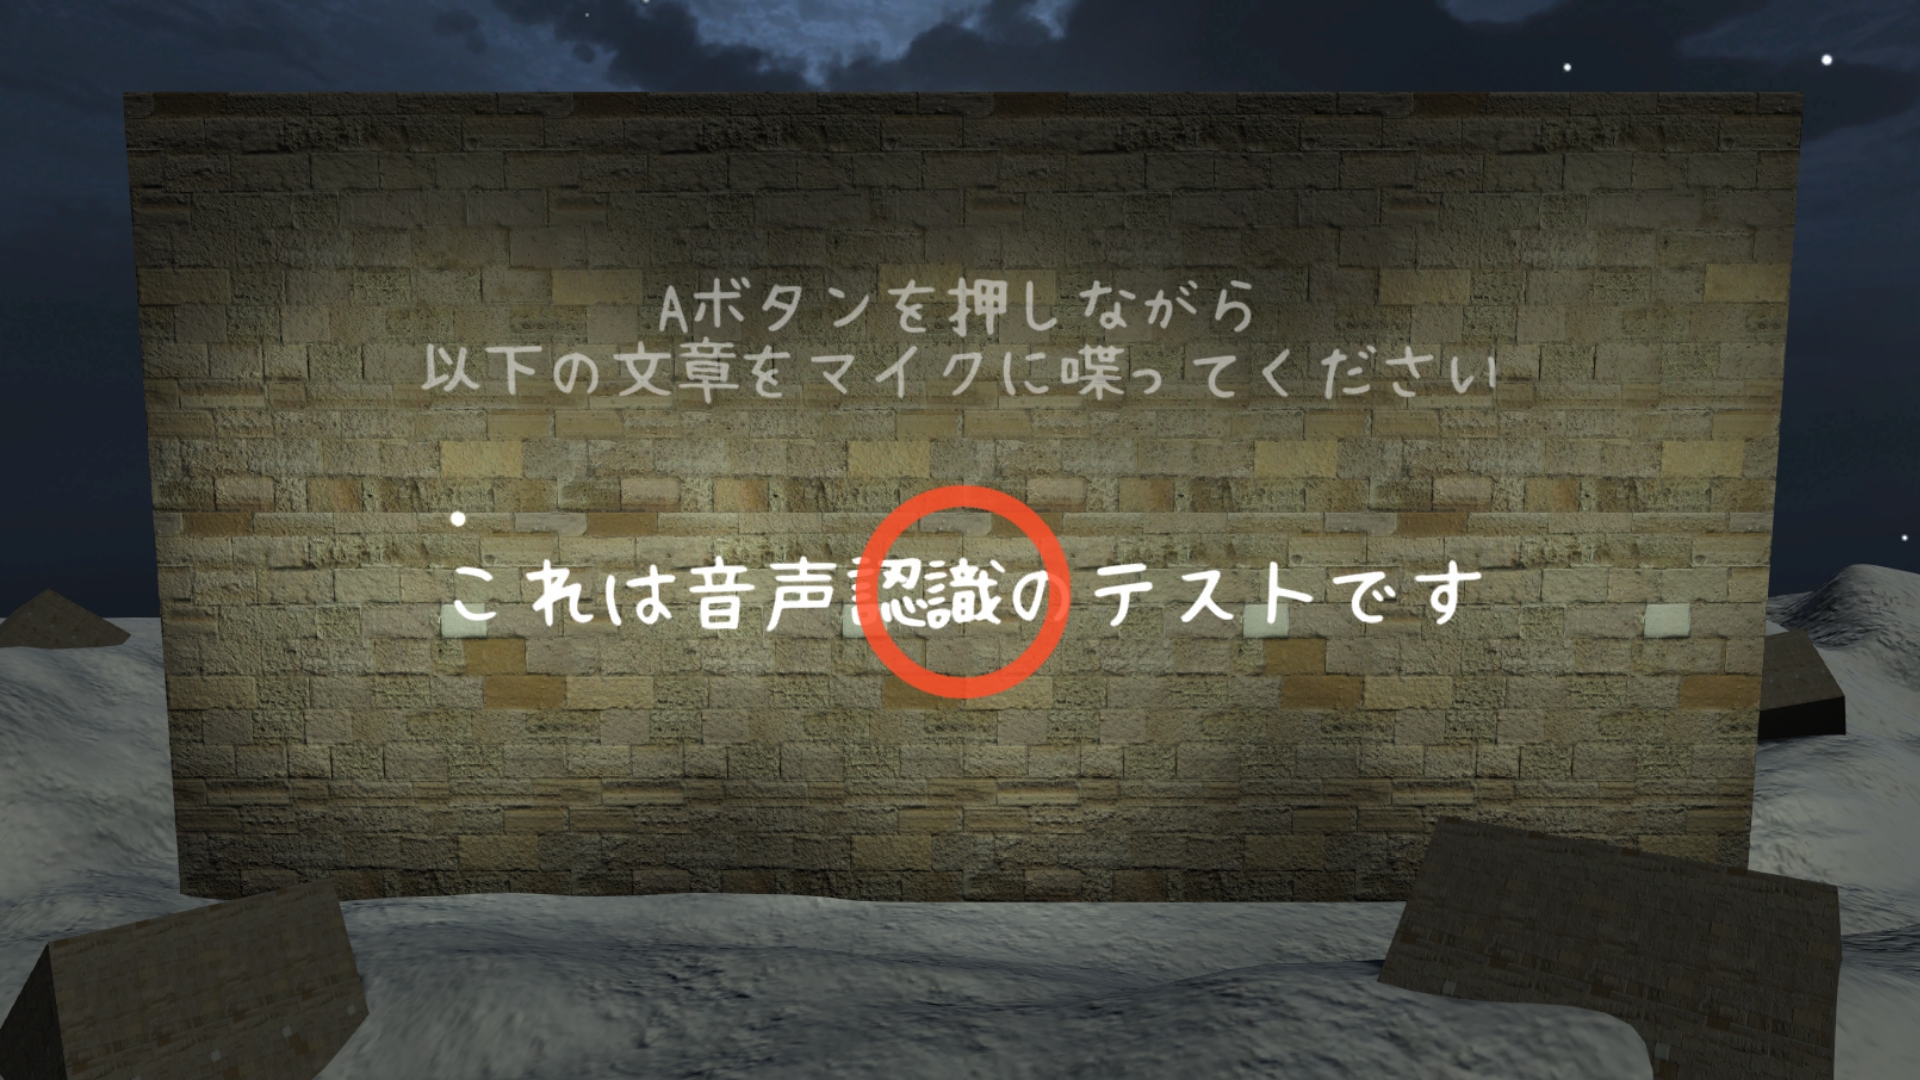 Aボタンを押しながら
以下の文章をマイクに喋ってください
これは音声認識のテストです